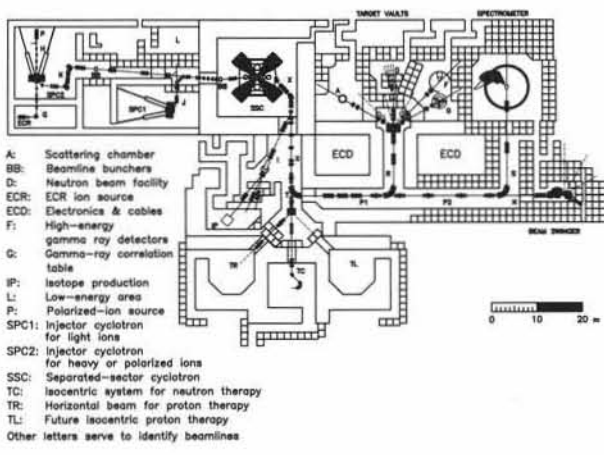 TARGET VAULTS
SPECTROMETER
P
H
L
K
BB
X
SPC2
J
BB
SSC
SPC1
ECR
G
A
F
G
X
ECD
ECD
R
R
I
X
P1
P2
IP
BEAM SWINGER
TR
TC
TL
0 10 20 m
A: Scattering chamber
BB: Beamline bunchers
D: Neutron beam facility
ECR: ECR ion source
ECD: Electronics & cables
F: High-energy
gamma ray detectors
G: Gamma-ray correlation
table
IP: Isotope production
L: Low-energy area
P: Polarized-ion source
SPC1: Injector cyclotron
for light ions
SPC2: Injector cyclotron
for heavy or polarized ions
SSC: Separated-sector cyclotron
TC: Isocentric system for neutron therapy
TR: Horizontal beam for proton therapy
TL: Future isocentric proton therapy
Other letters serve to identify beamlines